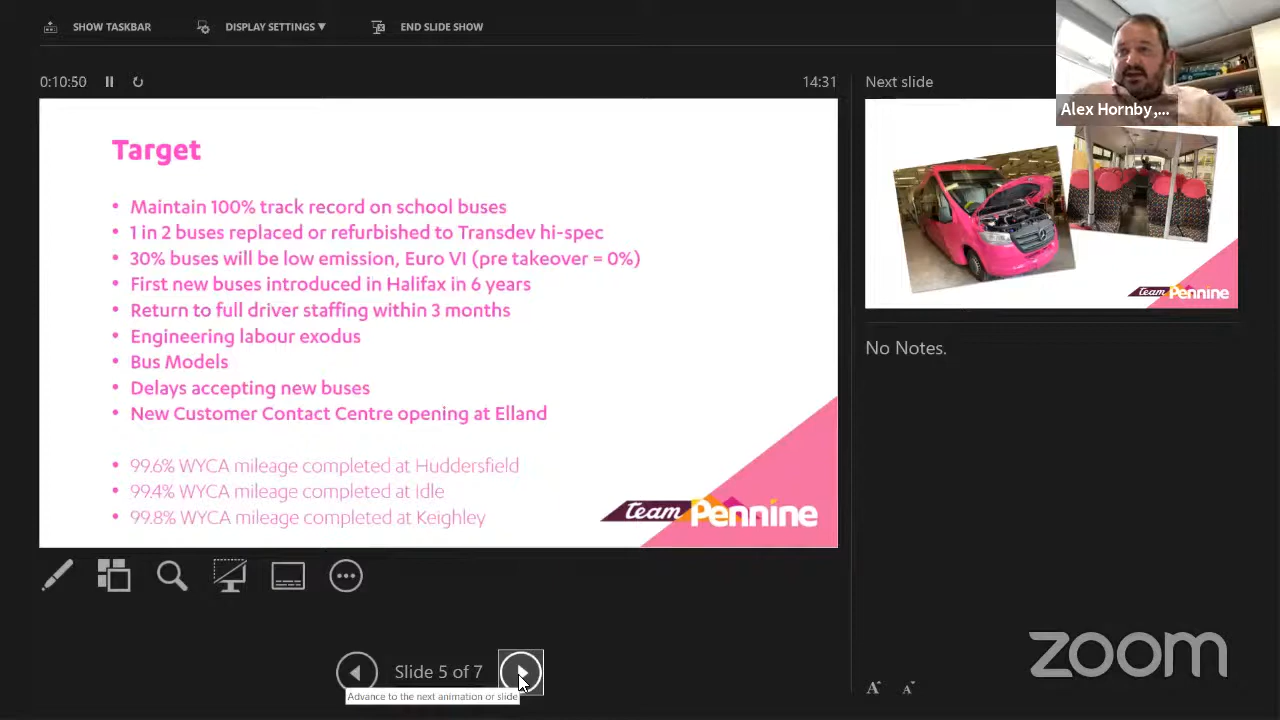 SHOW TASKBAR
DISPLAY SETTINGS ▼
END SLIDE SHOW
0:10:50
14:31
Next slide
Alex Hornby,...
Target
• Maintain 100% track record on school buses
• 1 in 2 buses replaced or refurbished to Transdev hi-spec
• 30% buses will be low emission, Euro VI (pre takeover = 0%)
• First new buses introduced in Halifax in 6 years
• Return to full driver staffing within 3 months
• Engineering labour exodus
• Bus Models
• Delays accepting new buses
• New Customer Contact Centre opening at Elland
• 99.6% WYCA mileage completed at Huddersfield
• 99.4% WYCA mileage completed at Idle
• 99.8% WYCA mileage completed at Keighley
team Pennine
team Pennine
No Notes.
Slide 5 of 7
Advance to the next animation or slide
A A
zoom